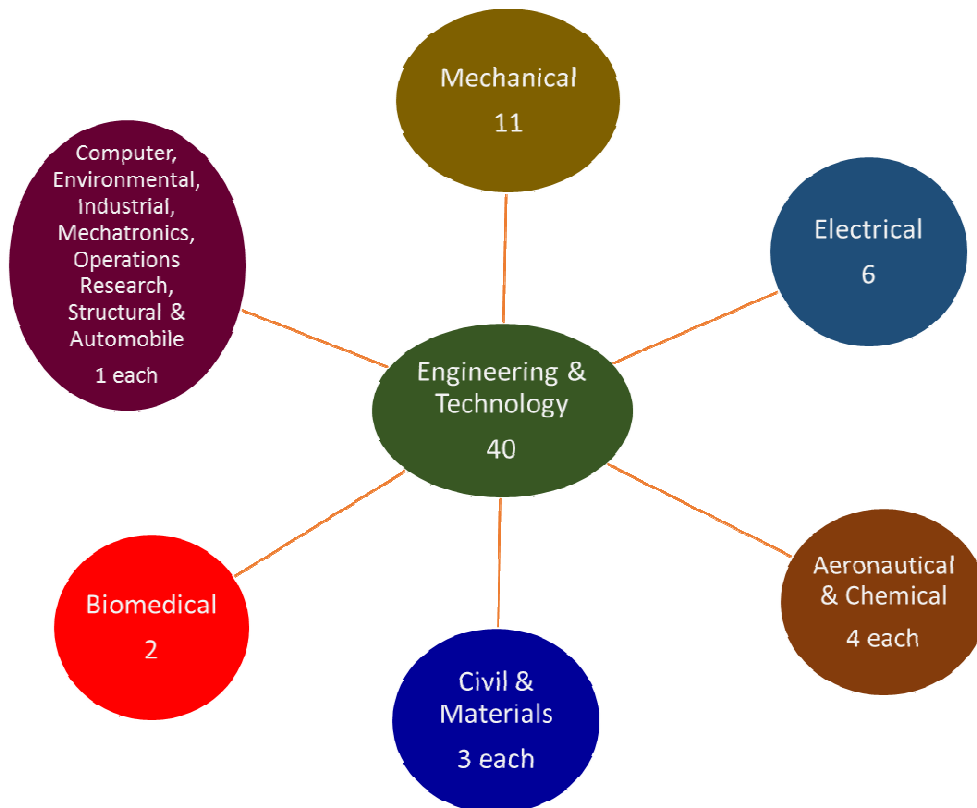 Mechanical
11
Computer,
Environmental,
Industrial,
Mechatronics,
Operations
Research,
Structural &
Automobile
1 each
Electrical
6
Engineering &
Technology
40
Aeronautical
& Chemical
4 each
Biomedical
2
Civil &
Materials
3 each